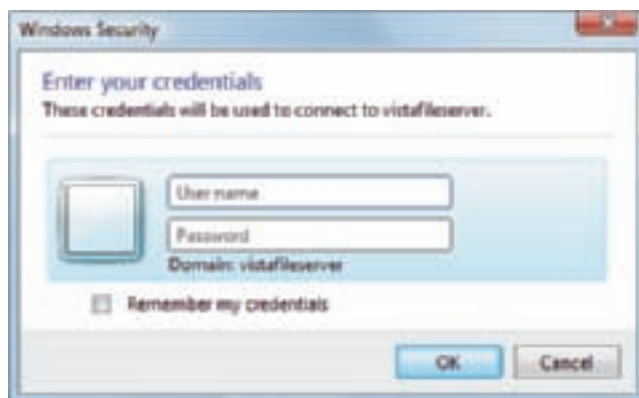 Windows Security
Enter your credentials
These credentials will be used to connect to vistafileserver.
User name
Password
Domain: vistafileserver
Remember my credentials
OK
Cancel